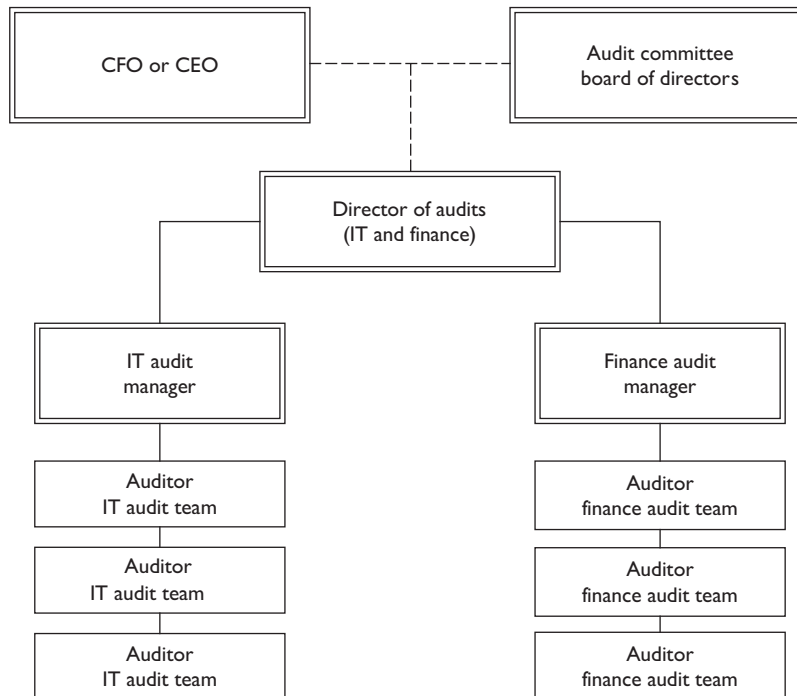 CFO or CEO
Audit committee
board of directors
Director of audits
(IT and finance)
IT audit
manager
Finance audit
manager
Auditor
IT audit team
Auditor
finance audit team
Auditor
IT audit team
Auditor
finance audit team
Auditor
IT audit team
Auditor
finance audit team